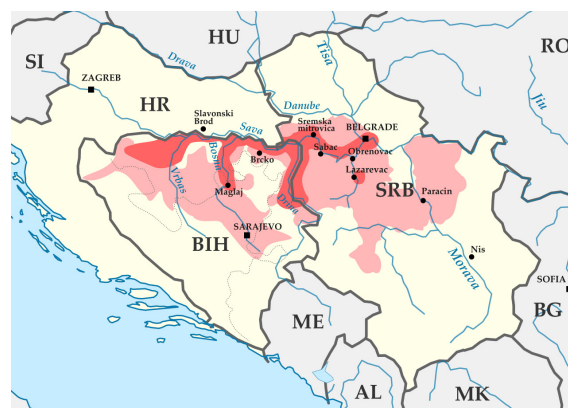 HU
RO
SI
Drava
Tisa
ZAGREB
Jiu
HR
Danube
Slavonski
Brod
Sava
Sremska
mitrovica
BELGRADE
Sabac
Obrenovac
Bosna
Brcko
Vrbas
Lazarevac
Maglaj
Drina
SRB
Paracin
SARAJEVO
BIH
Morava
Nis
SOFIA
BG
ME
AL
MK